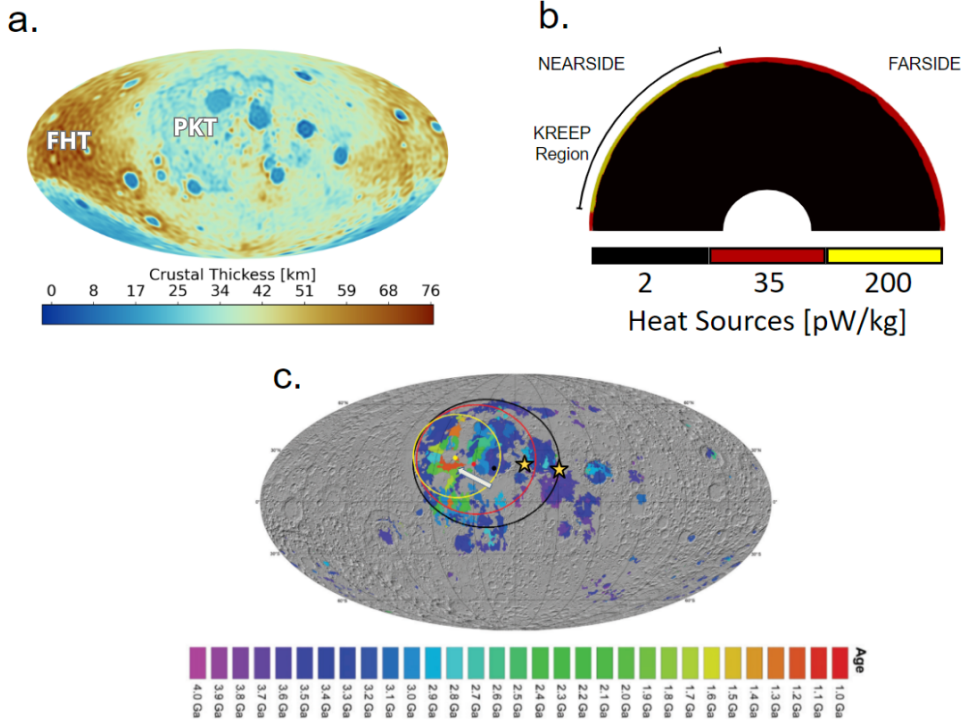 a.
FHT
PKT
Crustal Thickness [km]
0 8 17 25 34 42 51 59 68 76
b.
NEARSIDE
FARSIDE
KREEP
Region
2 35 200
Heat Sources [pW/kg]
c.
Age
4.0 Ga
3.9 Ga
3.8 Ga
3.7 Ga
3.6 Ga
3.5 Ga
3.4 Ga
3.3 Ga
3.2 Ga
3.1 Ga
3.0 Ga
2.9 Ga
2.8 Ga
2.7 Ga
2.6 Ga
2.5 Ga
2.4 Ga
2.3 Ga
2.2 Ga
2.1 Ga
2.0 Ga
1.9 Ga
1.8 Ga
1.7 Ga
1.6 Ga
1.5 Ga
1.4 Ga
1.3 Ga
1.2 Ga
1.1 Ga
1.0 Ga